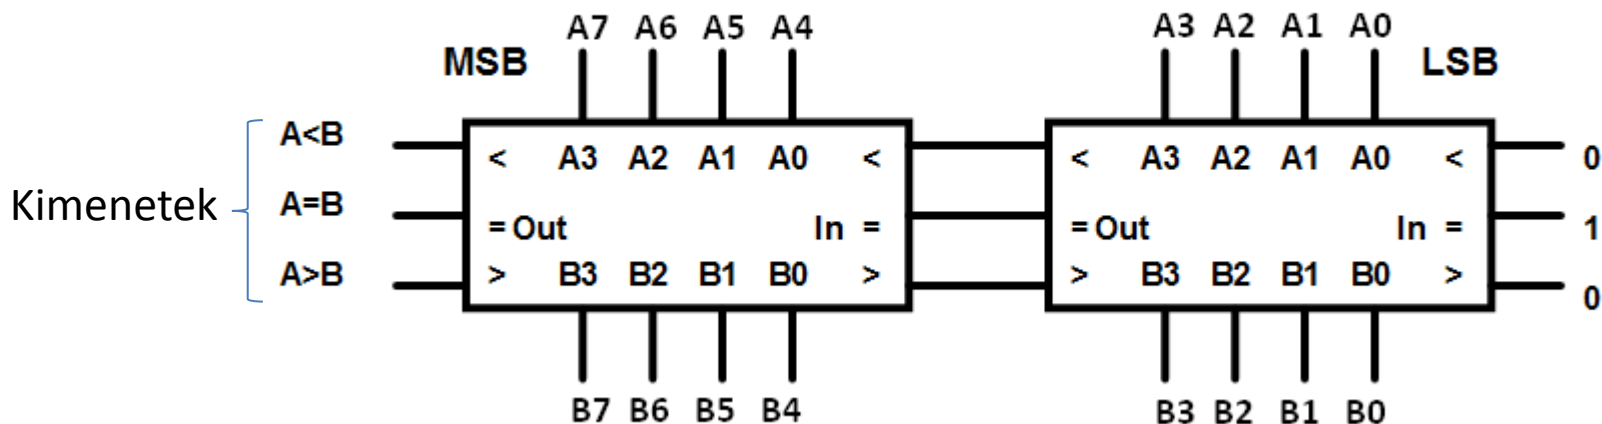 A7 A6 A5 A4 A3 A2 A1 A0
MSB LSB
A<B < A3 A2 A1 A0 < < A3 A2 A1 A0 < 0
Kimenetek A=B = Out In = = Out In = 1
A>B > B3 B2 B1 B0 > > B3 B2 B1 B0 > 0
B7 B6 B5 B4 B3 B2 B1 B0